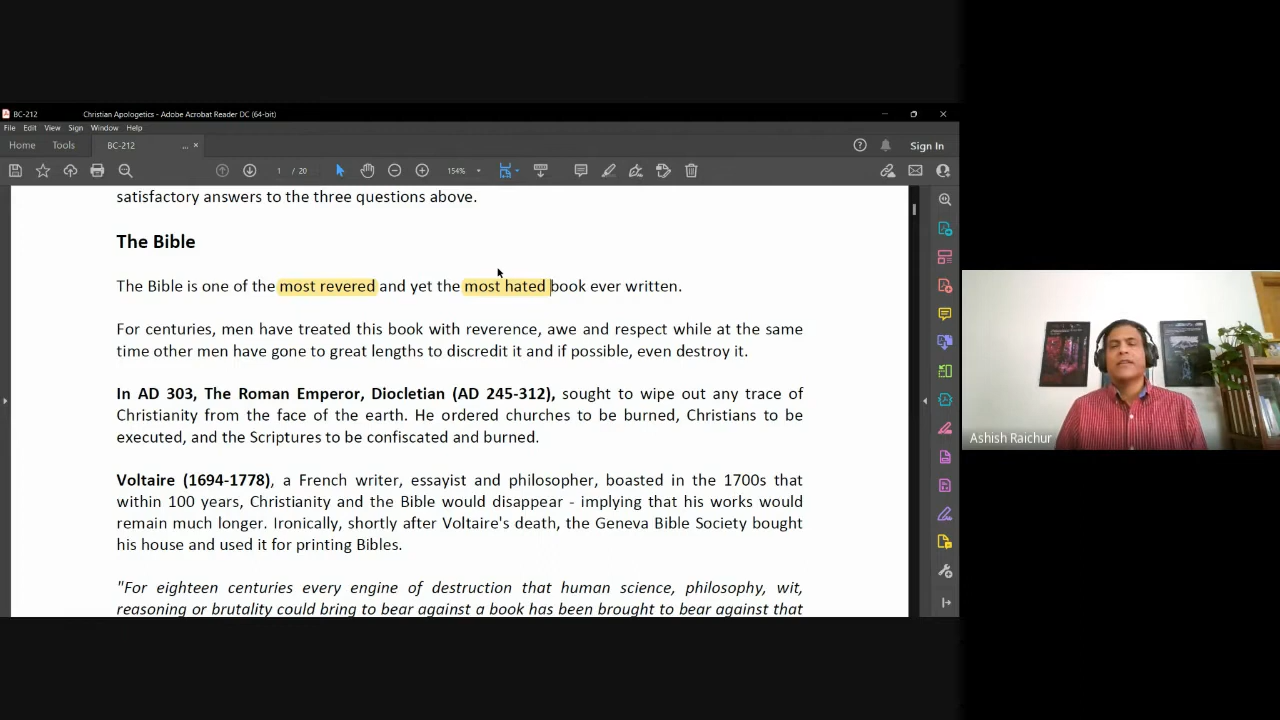 BC-212 Christian Apologetics - Adobe Acrobat Reader DC (64-bit)
File Edit View Sign Window Help
Home Tools BC-212 ... × Sign In
1 / 20 154%
satisfactory answers to the three questions above.
The Bible
The Bible is one of the most revered and yet the most hated book ever written.
For centuries, men have treated this book with reverence, awe and respect while at the same
time other men have gone to great lengths to discredit it and if possible, even destroy it.
In AD 303, The Roman Emperor, Diocletian (AD 245-312), sought to wipe out any trace of
Christianity from the face of the earth. He ordered churches to be burned, Christians to be
executed, and the Scriptures to be confiscated and burned.
Voltaire (1694-1778), a French writer, essayist and philosopher, boasted in the 1700s that
within 100 years, Christianity and the Bible would disappear - implying that his works would
remain much longer. Ironically, shortly after Voltaire's death, the Geneva Bible Society bought
his house and used it for printing Bibles.
"For eighteen centuries every engine of destruction that human science, philosophy, wit,
reasoning or brutality could bring to bear against a book has been brought to bear against that
Ashish Raichur